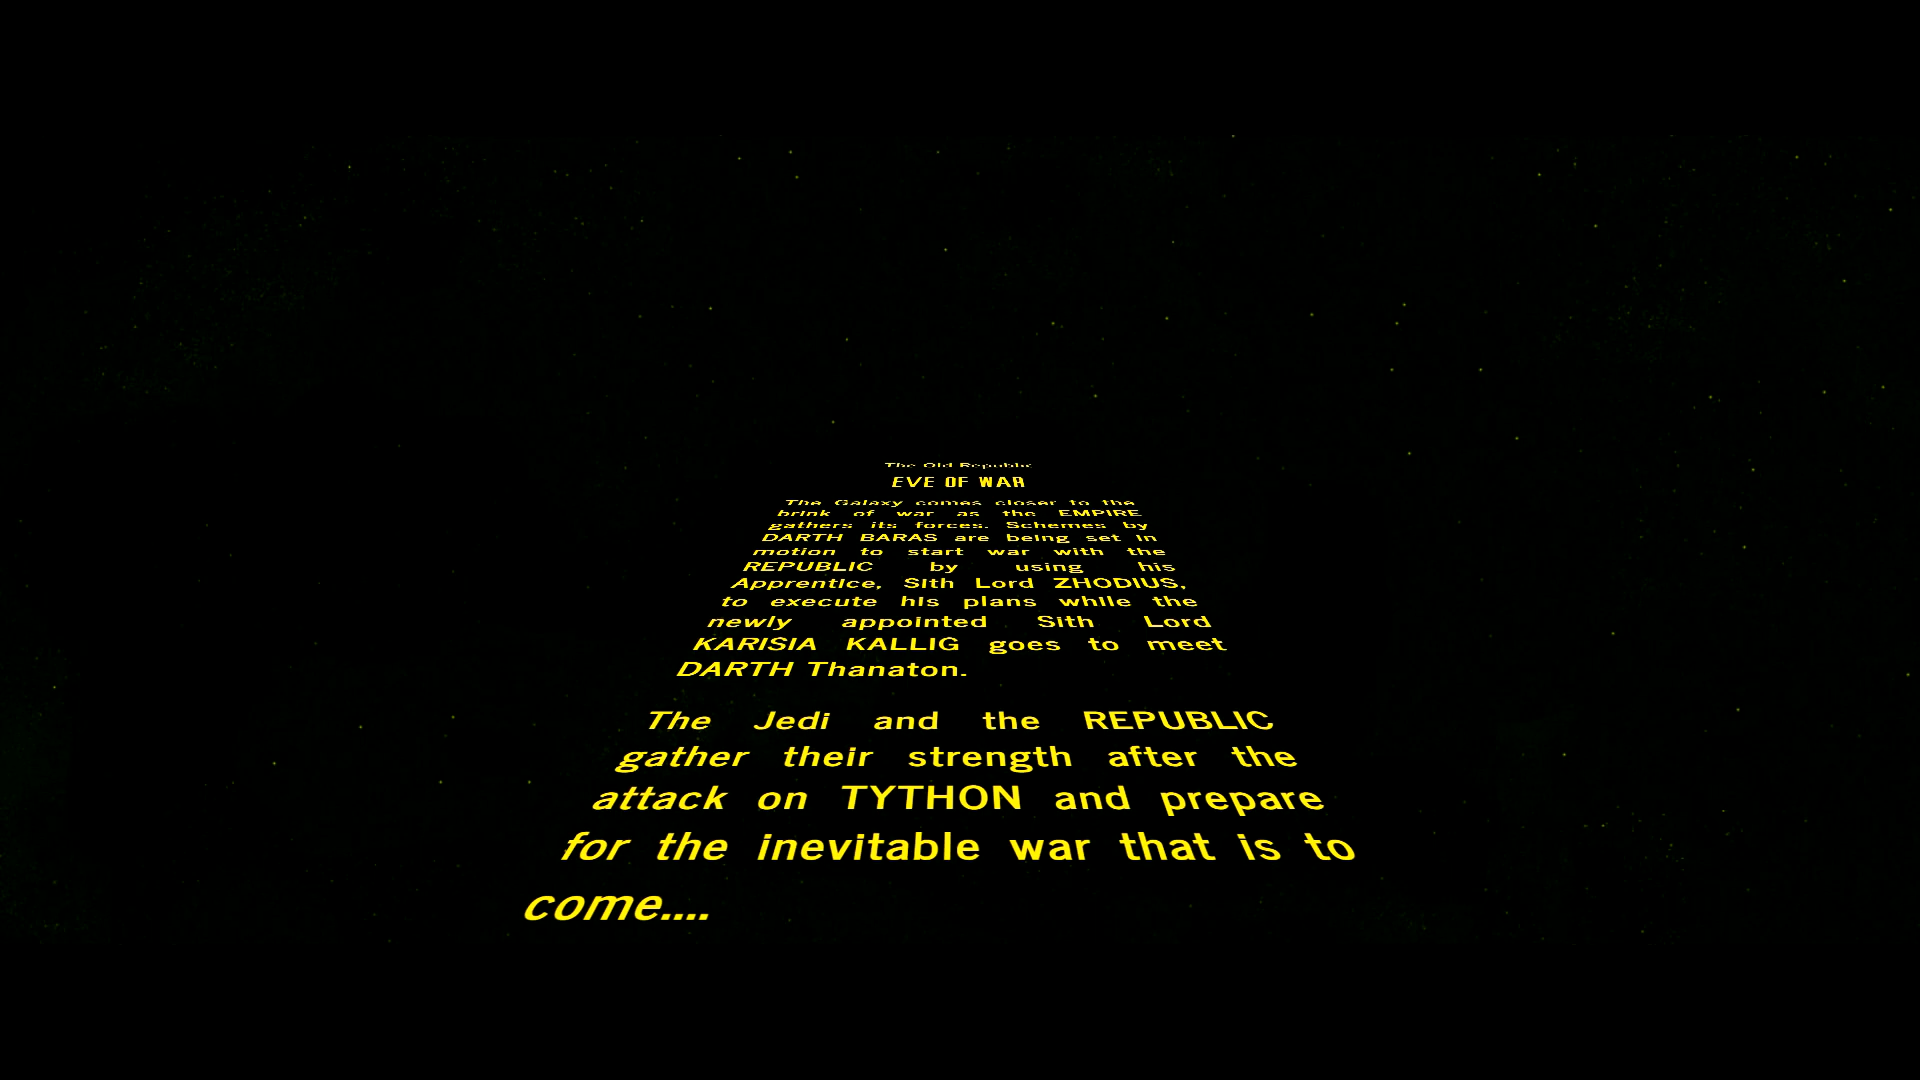 The Old Republic
EVE OF WAR
The Galaxy comes closer to the
brink of war as the EMPIRE
gathers its forces. Schemes by
DARTH BARAS are being set in
motion to start war with the
REPUBLIC by using his
Apprentice, Sith Lord ZHODIUS,
to execute his plans while the
newly appointed Sith Lord
KARISIA KALLIG goes to meet
DARTH Thanaton.
The Jedi and the REPUBLIC
gather their strength after the
attack on TYTHON and prepare
for the inevitable war that is to
come....